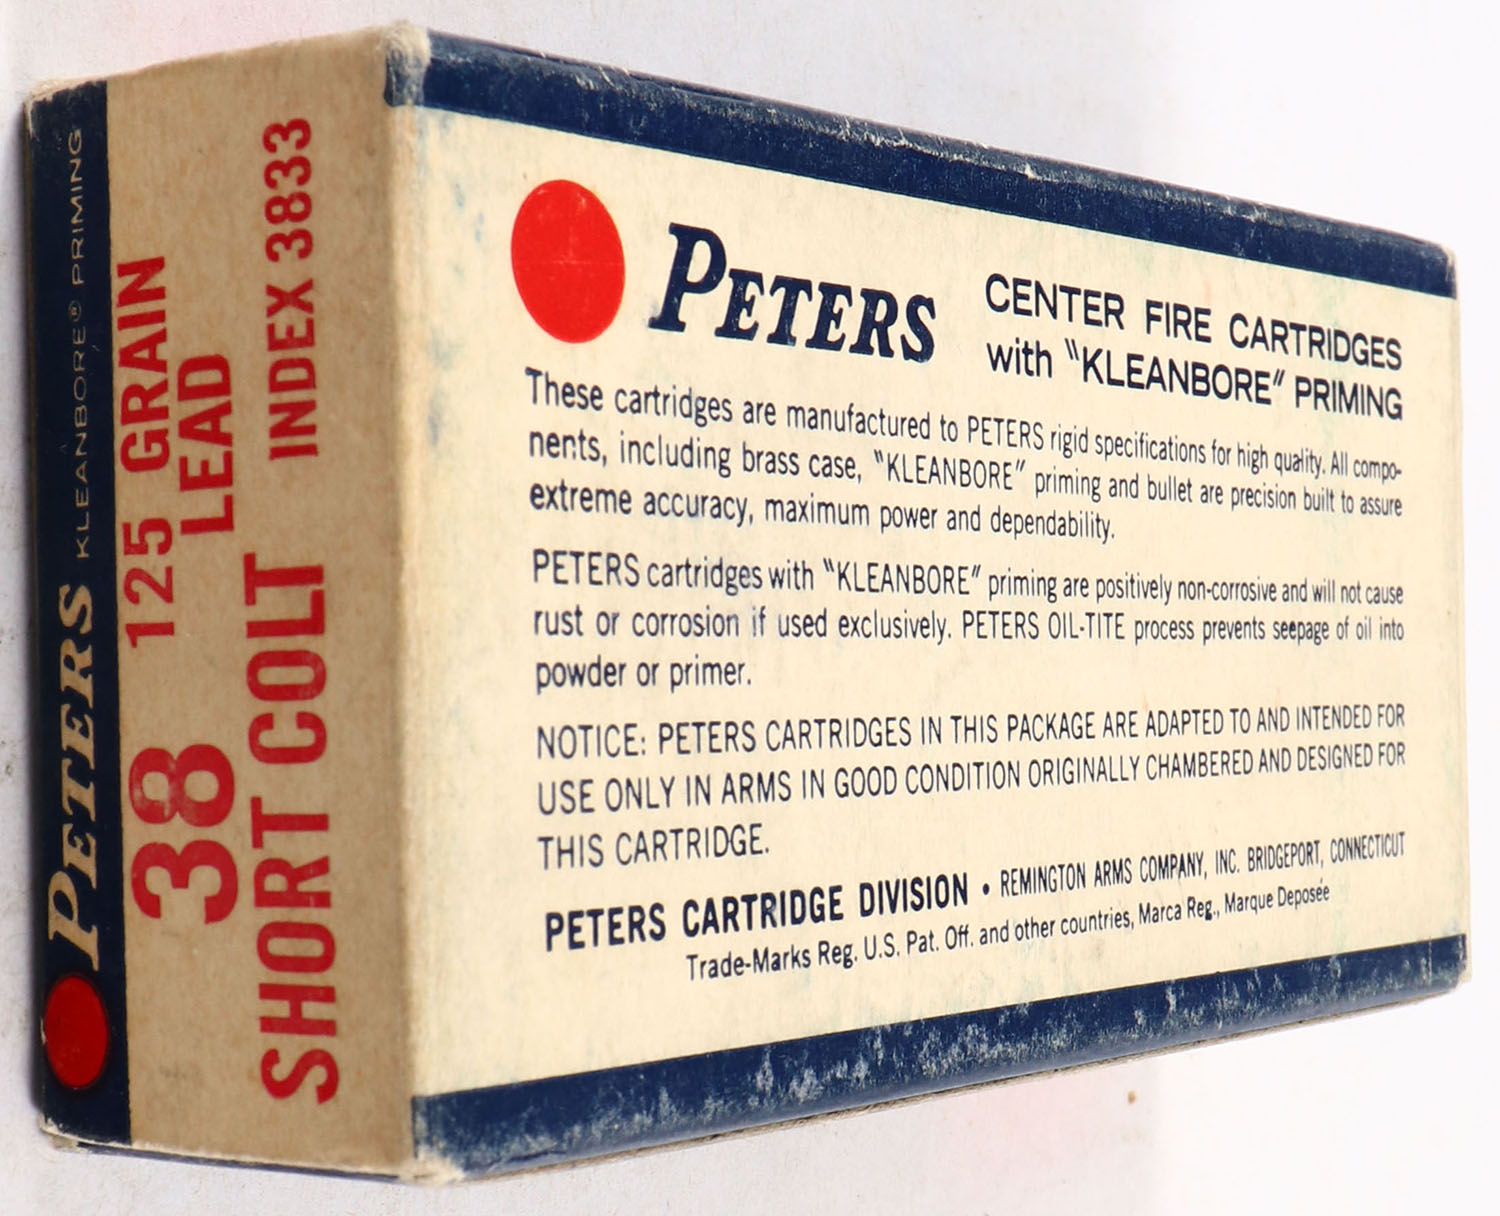 PETERS KLEANBORE® PRIMING
38 125 GRAIN
LEAD
SHORT COLT INDEX 3833
PETERS
CENTER FIRE CARTRIDGES
with "KLEANBORE" PRIMING
These cartridges are manufactured to PETERS rigid specifications for high quality. All compo-
nents, including brass case, "KLEANBORE" priming and bullet are precision built to assure
extreme accuracy, maximum power and dependability.
PETERS cartridges with "KLEANBORE" priming are positively non-corrosive and will not cause
rust or corrosion if used exclusively. PETERS OIL-TITE process prevents seepage of oil into
powder or primer.
NOTICE: PETERS CARTRIDGES IN THIS PACKAGE ARE ADAPTED TO AND INTENDED FOR
USE ONLY IN ARMS IN GOOD CONDITION ORIGINALLY CHAMBERED AND DESIGNED FOR
THIS CARTRIDGE.
PETERS CARTRIDGE DIVISION • REMINGTON ARMS COMPANY, INC. BRIDGEPORT, CONNECTICUT
Trade-Marks Reg. U.S. Pat. Off. and other countries, Marca Reg., Marque Deposée